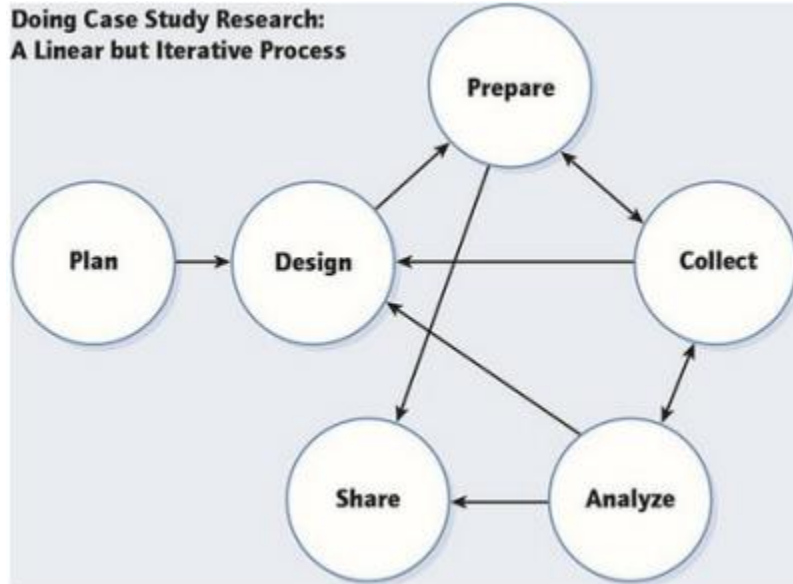 Doing Case Study Research:
A Linear but Iterative Process
Prepare
Plan
Design
Collect
Share
Analyze